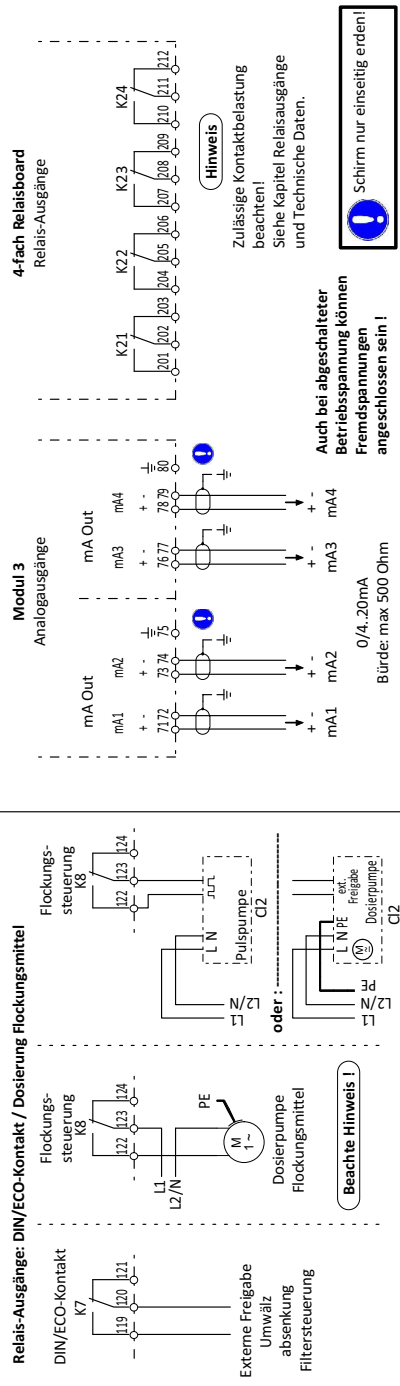 Relais-Ausgänge: DIN/ECO-Kontakt / Dosierung Flockungsmittel
DIN/ECO-Kontakt
K7
119 120 121
Externe Freigabe
Umwälz
absenkung
Filtersteuerung
Flockungs-
steuerung
K8
122 123 124
L1
L2/N
PE
M
1 ~
Dosierpumpe
Flockungsmittel
Beachte Hinweis !
Flockungs-
steuerung
K8
122 123 124
L N
Pulspumpe
Cl2
L1
L2/N
oder :
ext.
Freigabe
L N PE
Dosierpumpe
M
Cl2
L1
L2/N
PE
Modul 3
Analogausgänge
mA Out
mA1 mA2
+ - + -
71 72 73 74 75
+ - + -
mA1 mA2
mA Out
mA3 mA4
+ - + -
76 77 78 79 80
+ - + -
mA3 mA4
0/4..20mA
Bürde: max 500 Ohm
4-fach Relaisboard
Relais-Ausgänge
K21 K22 K23 K24
201 202 203 204 205 206 207 208 209 210 211 212
Hinweis
Zulässige Kontaktbelastung
beachten!
Siehe Kapitel Relaisausgänge
und Technische Daten.
Auch bei abgeschalteter
Betriebsspannung können
Fremdspannungen
angeschlossen sein !
Schirm nur einseitig erden!